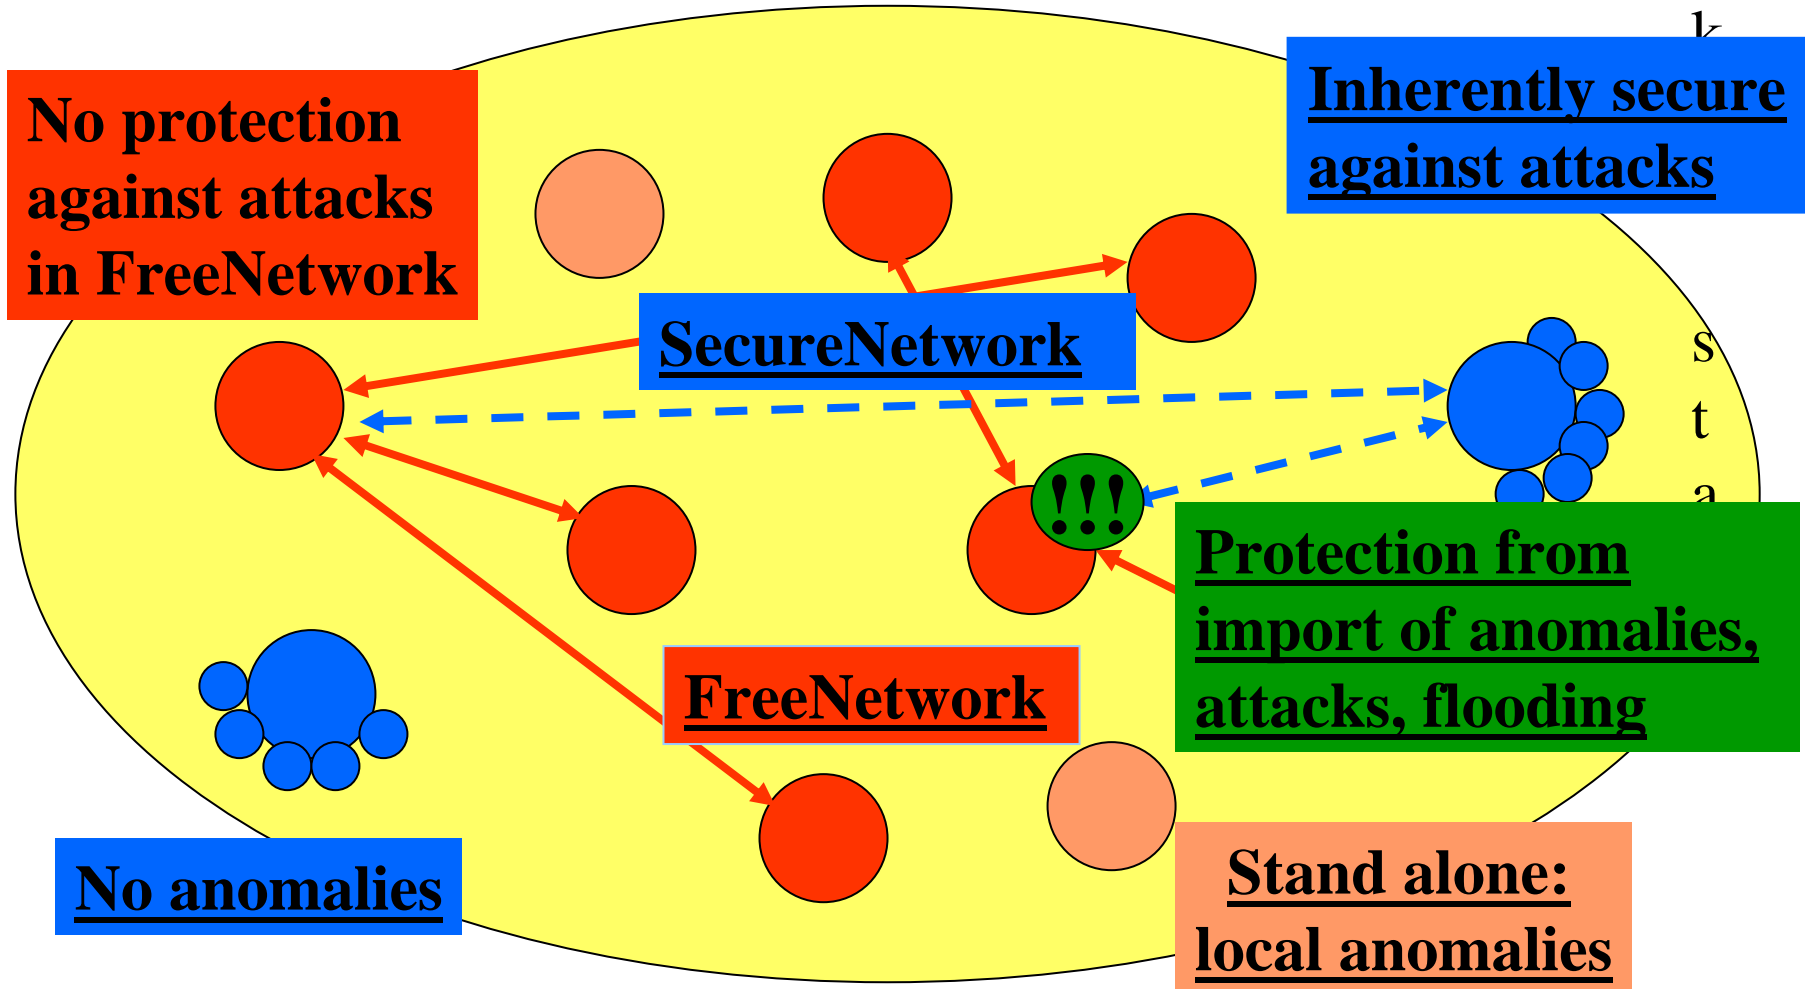 k
No protection
against attacks
in FreeNetwork
Inherently secure
against attacks
SecureNetwork
s
t
a
!!!
Protection from
import of anomalies,
attacks, flooding
FreeNetwork
No anomalies
Stand alone:
local anomalies